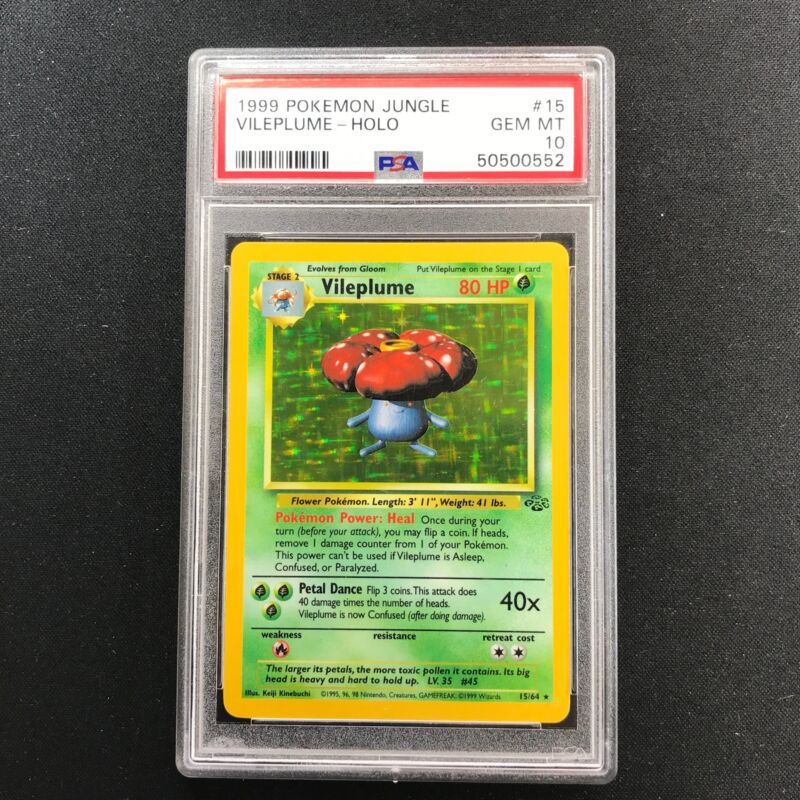 1999 POKEMON JUNGLE #15
VILEPLUME - HOLO GEM MT
10
PSA 50500552
Evolves from Gloom Put Vileplume on the Stage 1 card
STAGE 2
Vileplume 80 HP
Flower Pokémon. Length: 3' 11", Weight: 41 lbs.
Pokémon Power: Heal Once during your
turn (before your attack), you may flip a coin. If heads,
remove 1 damage counter from 1 of your Pokémon.
This power can't be used if Vileplume is Asleep,
Confused, or Paralyzed.
Petal Dance Flip 3 coins. This attack does
40 damage times the number of heads.
Vileplume is now Confused (after doing damage).
40x
weakness resistance retreat cost
The larger its petals, the more toxic pollen it contains. Its big
head is heavy and hard to hold up. LV. 35 #45
Illus. Keiji Kinebuchi ©1995, 96, 98 Nintendo, Creatures, GAMEFREAK. ©1999 Wizards. 15/64 ★
PSA